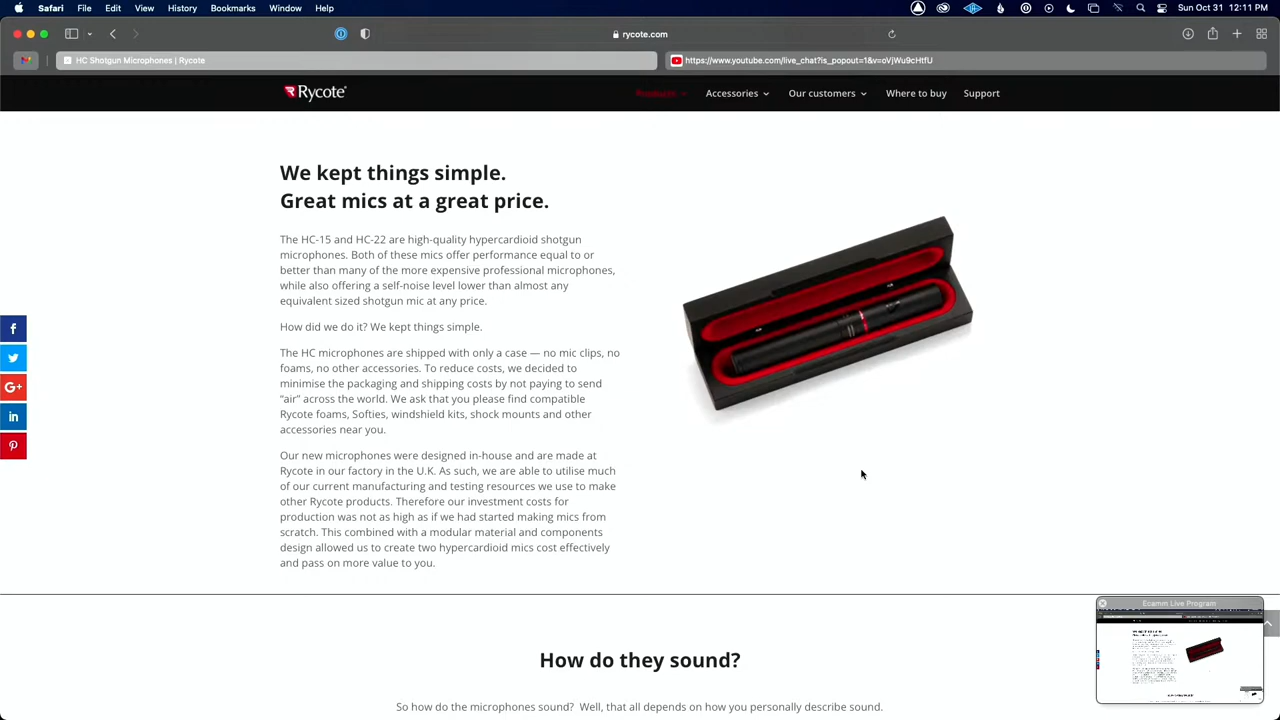 Safari File Edit View History Bookmarks Window Help Sun Oct 31 12:11 PM
rycote.com
HC Shotgun Microphones | Rycote
https://www.youtube.com/live_chat?is_popout=1&v=oVjWu9cHtfU
Rycote Products Accessories Our customers Where to buy Support
We kept things simple.
Great mics at a great price.
The HC-15 and HC-22 are high-quality hypercardioid shotgun
microphones. Both of these mics offer performance equal to or
better than many of the more expensive professional microphones,
while also offering a self-noise level lower than almost any
equivalent sized shotgun mic at any price.
How did we do it? We kept things simple.
The HC microphones are shipped with only a case — no mic clips, no
foams, no other accessories. To reduce costs, we decided to
minimise the packaging and shipping costs by not paying to send
“air” across the world. We ask that you please find compatible
Rycote foams, Softies, windshield kits, shock mounts and other
accessories near you.
Our new microphones were designed in-house and are made at
Rycote in our factory in the U.K. As such, we are able to utilise much
of our current manufacturing and testing resources we use to make
other Rycote products. Therefore our investment costs for
production was not as high as if we had started making mics from
scratch. This combined with a modular material and components
design allowed us to create two hypercardioid mics cost effectively
and pass on more value to you.
Ecamm Live Program
How do they sound?
So how do the microphones sound? Well, that all depends on how you personally describe sound.